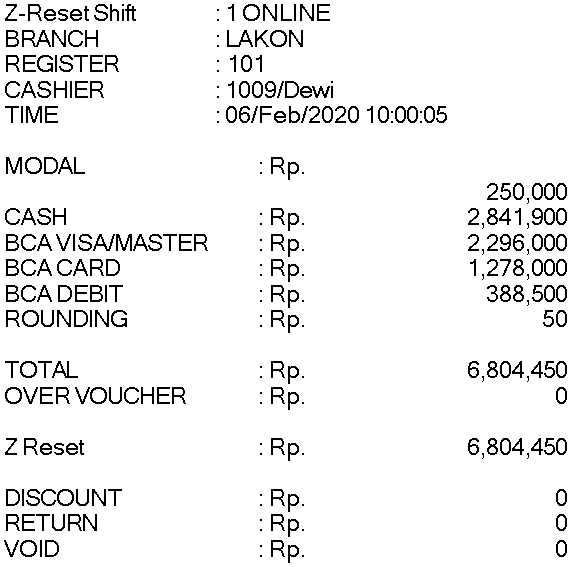 Z-Reset Shift : 1 ONLINE
BRANCH : LAKON
REGISTER : 101
CASHIER : 1009/Dewi
TIME : 06/Feb/2020 10:00:05
MODAL : Rp.
250,000
CASH : Rp. 2,841,900
BCA VISA/MASTER : Rp. 2,296,000
BCA CARD : Rp. 1,278,000
BCA DEBIT : Rp. 388,500
ROUNDING : Rp. 50
TOTAL : Rp. 6,804,450
OVER VOUCHER : Rp. 0
Z Reset : Rp. 6,804,450
DISCOUNT : Rp. 0
RETURN : Rp. 0
VOID : Rp. 0